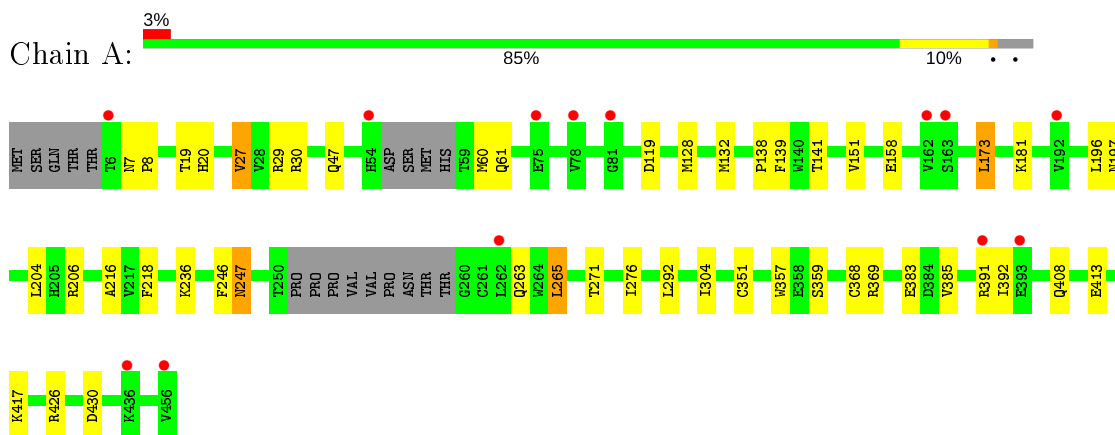 3%
Chain A:
85% 10% • •
MET SER GLN THR THR T6 N7 P8 T19 H20 V27 V28 R29 R30 Q47 H54 ASP SER MET HIS T59 M60 Q61 E75 V78 G81 D119 M128 M132 P138 F139 W140 T141 V151 E158 V162 S163 L173 K181 V192 L196 N197
L204 H205 R206 A216 V217 F218 K236 F246 N247 T250 PRO PRO PRO VAL VAL PRO ASN THR THR G260 C261 L262 Q263 W264 L265 T271 I276 L292 I304 C351 W357 E358 S359 C368 R369 E383 D384 V385 R391 I392 E393 Q408 E413
K417 R426 D430 K436 V456